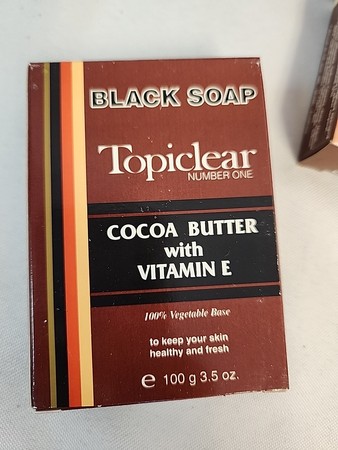 BLACK SOAP
Topiclear
NUMBER ONE
COCOA BUTTER
with
VITAMIN E
100% Vegetable Base
to keep your skin
healthy and fresh
e 100 g 3.5 oz.